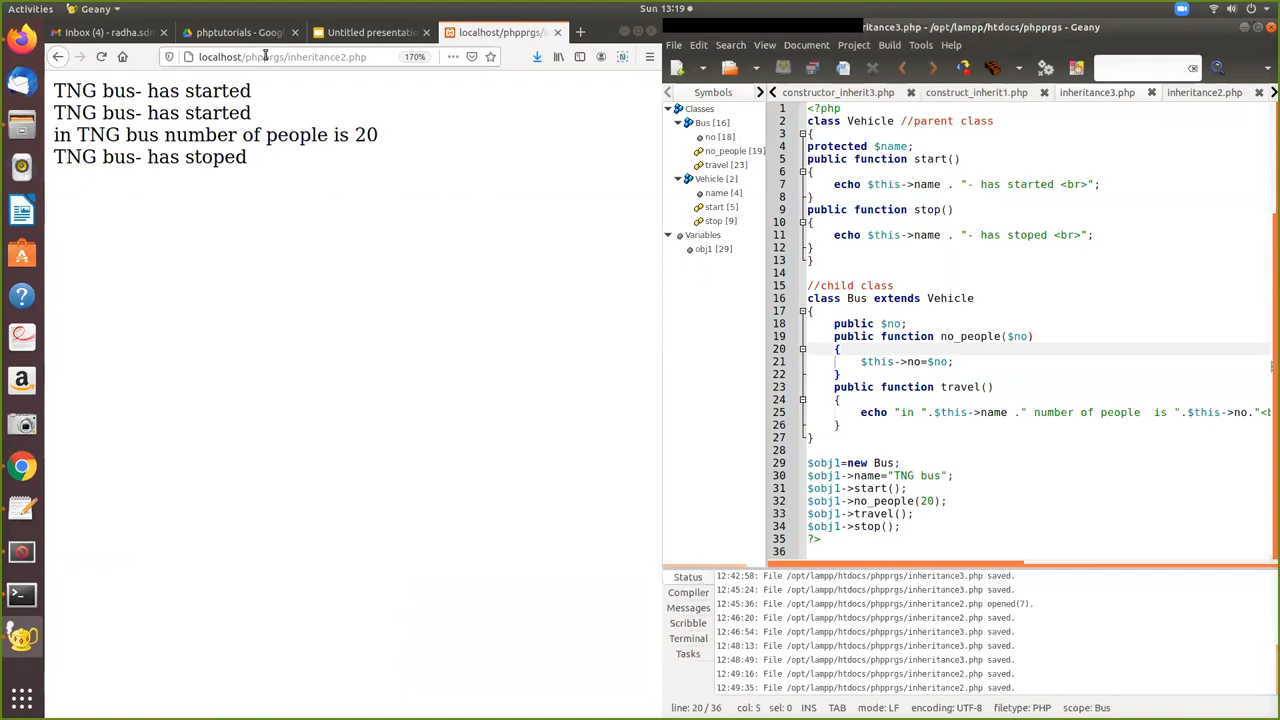 Activities
Geany
Sun 13:19
Inbox (4) - radha.sdn
phptutorials - Googl
Untitled presentatio
localhost/phpprgs/in
localhost/phpprgs/inheritance2.php
170%
TNG bus- has started
TNG bus- has started
in TNG bus number of people is 20
TNG bus- has stoped
heritance3.php - /opt/lampp/htdocs/phpprgs - Geany
File Edit Search View Document Project Build Tools Help
Symbols
constructor_inherit3.php
construct_inherit1.php
inheritance3.php
inheritance2.php
Classes
Bus [16]
no [18]
no_people [19]
travel [23]
Vehicle [2]
name [4]
start [5]
stop [9]
Variables
obj1 [29]
1 <?php
2 class Vehicle //parent class
3 {
4 protected $name;
5 public function start()
6 {
7 echo $this->name . "- has started <br>";
8 }
9 public function stop()
10 {
11 echo $this->name . "- has stoped <br>";
12 }
13 }
14
15 //child class
16 class Bus extends Vehicle
17 {
18 public $no;
19 public function no_people($no)
20 {
21 $this->no=$no;
22 }
23 public function travel()
24 {
25 echo "in ".$this->name ." number of people  is ".$this->no."<b
26 }
27 }
28
29 $obj1=new Bus;
30 $obj1->name="TNG bus";
31 $obj1->start();
32 $obj1->no_people(20);
33 $obj1->travel();
34 $obj1->stop();
35 ?>
36
Status
Compiler
Messages
Scribble
Terminal
Tasks
12:42:58: File /opt/lampp/htdocs/phpprgs/inheritance3.php saved.
12:45:24: File /opt/lampp/htdocs/phpprgs/inheritance3.php saved.
12:45:36: File /opt/lampp/htdocs/phpprgs/inheritance2.php opened(7).
12:46:20: File /opt/lampp/htdocs/phpprgs/inheritance2.php saved.
12:46:54: File /opt/lampp/htdocs/phpprgs/inheritance3.php saved.
12:48:13: File /opt/lampp/htdocs/phpprgs/inheritance3.php saved.
12:48:49: File /opt/lampp/htdocs/phpprgs/inheritance3.php saved.
12:49:16: File /opt/lampp/htdocs/phpprgs/inheritance2.php saved.
12:49:35: File /opt/lampp/htdocs/phpprgs/inheritance2.php saved.
line: 20 / 36 col: 5 sel: 0 INS TAB mode: LF encoding: UTF-8 filetype: PHP scope: Bus